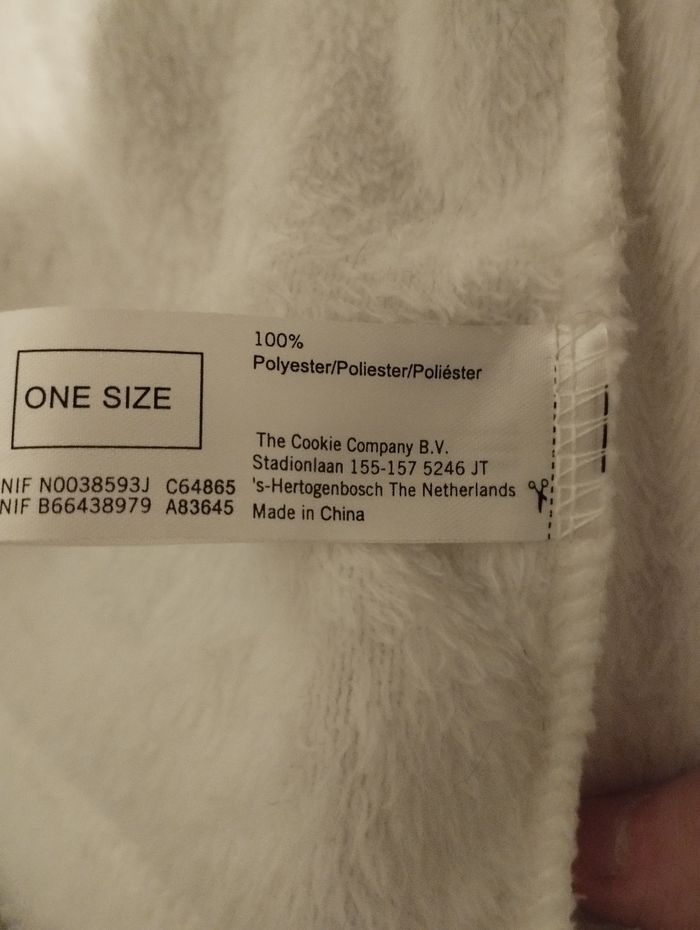 ONE SIZE
NIF N0038593J C64865
NIF B66438979 A83645
100%
Polyester/Poliester/Poliéster
The Cookie Company B.V.
Stadionlaan 155-157 5246 JT
's-Hertogenbosch The Netherlands
Made in China